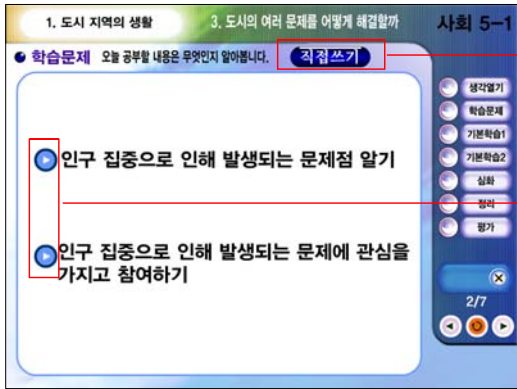 1. 도시 지역의 생활
3. 도시의 여러 문제를 어떻게 해결할까
사회 5-1
학습문제 오늘 공부할 내용은 무엇인지 알아봅니다. 직접쓰기
인구 집중으로 인해 발생되는 문제점 알기
인구 집중으로 인해 발생되는 문제에 관심을
가지고 참여하기
생각열기
학습문제
기본학습1
기본학습2
심화
정리
평가
2/7